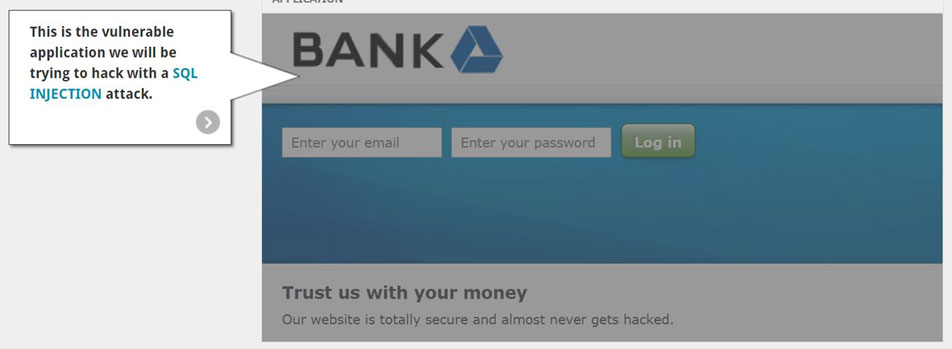 APPLICATION
This is the vulnerable
application we will be
trying to hack with a SQL
INJECTION attack.
BANK
Enter your email
Enter your password
Log in
Trust us with your money
Our website is totally secure and almost never gets hacked.